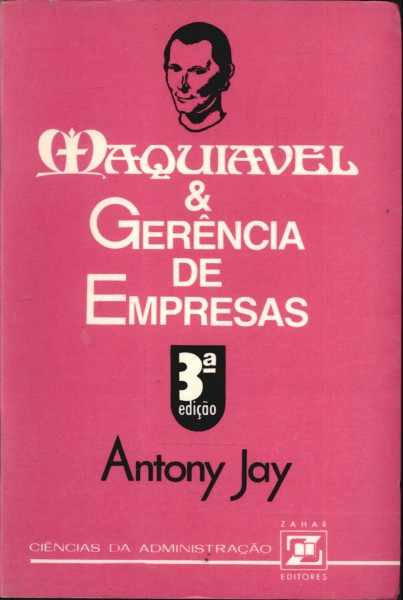 MAQUIAVEL
&
GERÊNCIA
DE
EMPRESAS
3ª
edição
Antony Jay
ZAHAR
CIÊNCIAS DA ADMINISTRAÇÃO
EDITORES